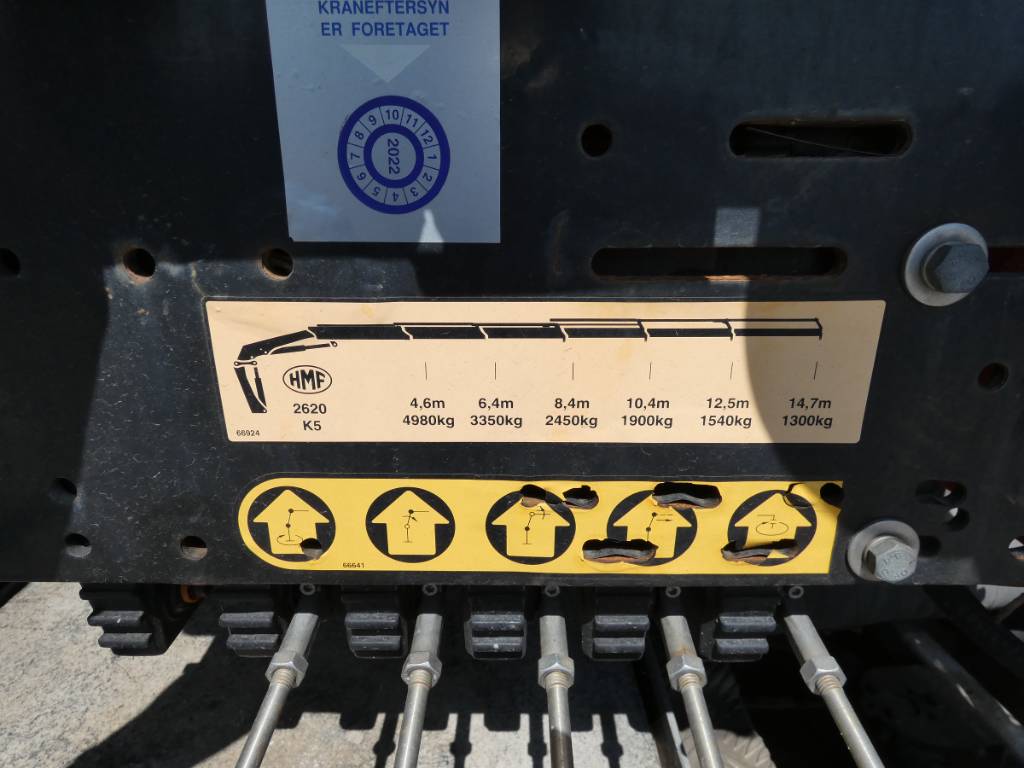 KRANEFTERSYN
ER FORETAGET
1 2 3 4 5 6 7 8 9 10 11 12
2022
HMF
2620
K5
66924
4,6m 6,4m 8,4m 10,4m 12,5m 14,7m
4980kg 3350kg 2450kg 1900kg 1540kg 1300kg
66641